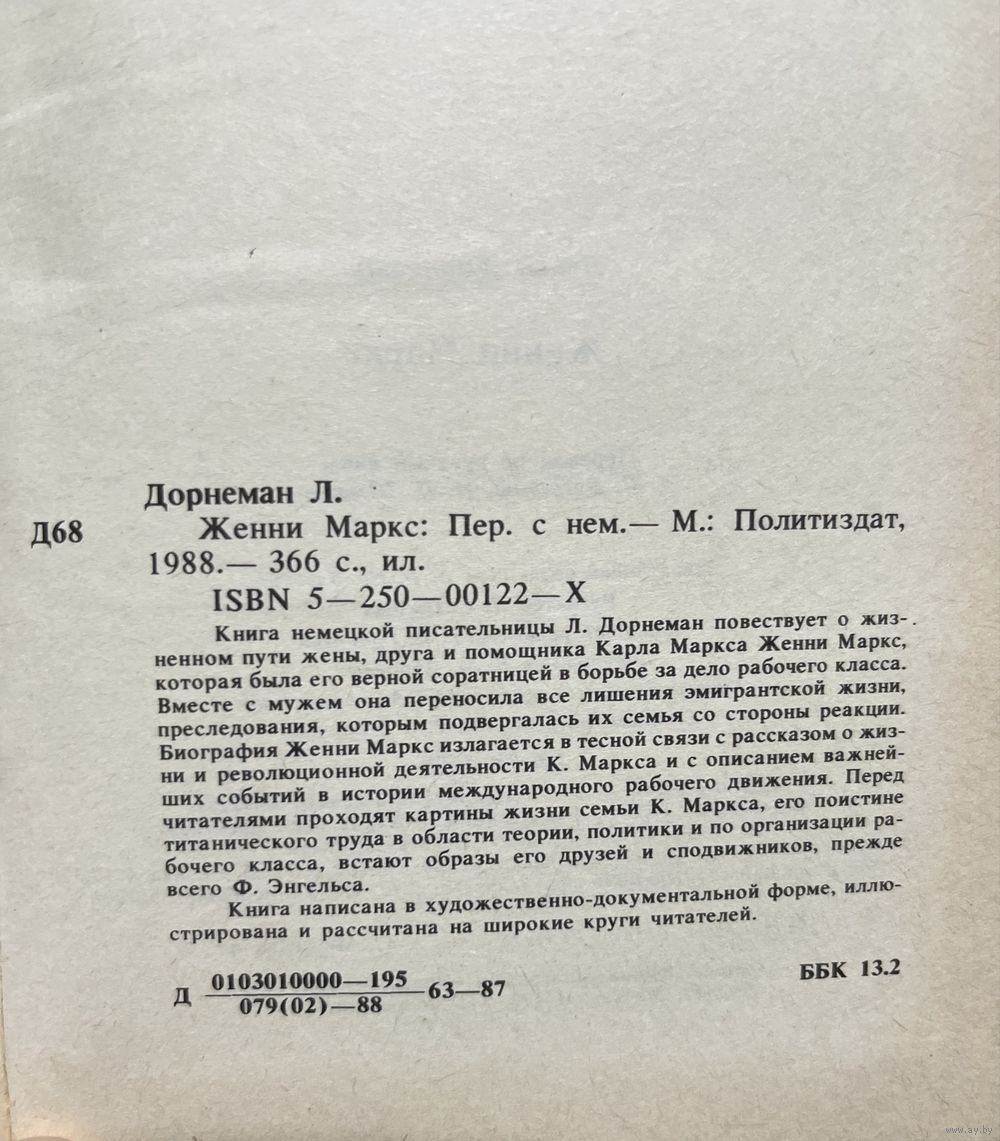 Дорнеман Л.
Д68
Женни Маркс: Пер. с нем.— М.: Политиздат,
1988.— 366 с., ил.
ISBN 5—250—00122—X
Книга немецкой писательницы Л. Дорнеман повествует о жиз-
ненном пути жены, друга и помощника Карла Маркса Женни Маркс,
которая была его верной соратницей в борьбе за дело рабочего класса.
Вместе с мужем она переносила все лишения эмигрантской жизни,
преследования, которым подвергалась их семья со стороны реакции.
Биография Женни Маркс излагается в тесной связи с рассказом о жиз-
ни и революционной деятельности К. Маркса и с описанием важней-
ших событий в истории международного рабочего движения. Перед
читателями проходят картины жизни семьи К. Маркса, его поистине
титанического труда в области теории, политики и по организации ра-
бочего класса, встают образы его друзей и сподвижников, прежде
всего Ф. Энгельса.
Книга написана в художественно-документальной форме, иллю-
стрирована и рассчитана на широкие круги читателей.
Д 0103010000—195
079(02)—88
63—87
ББК 13.2
www.ay.by